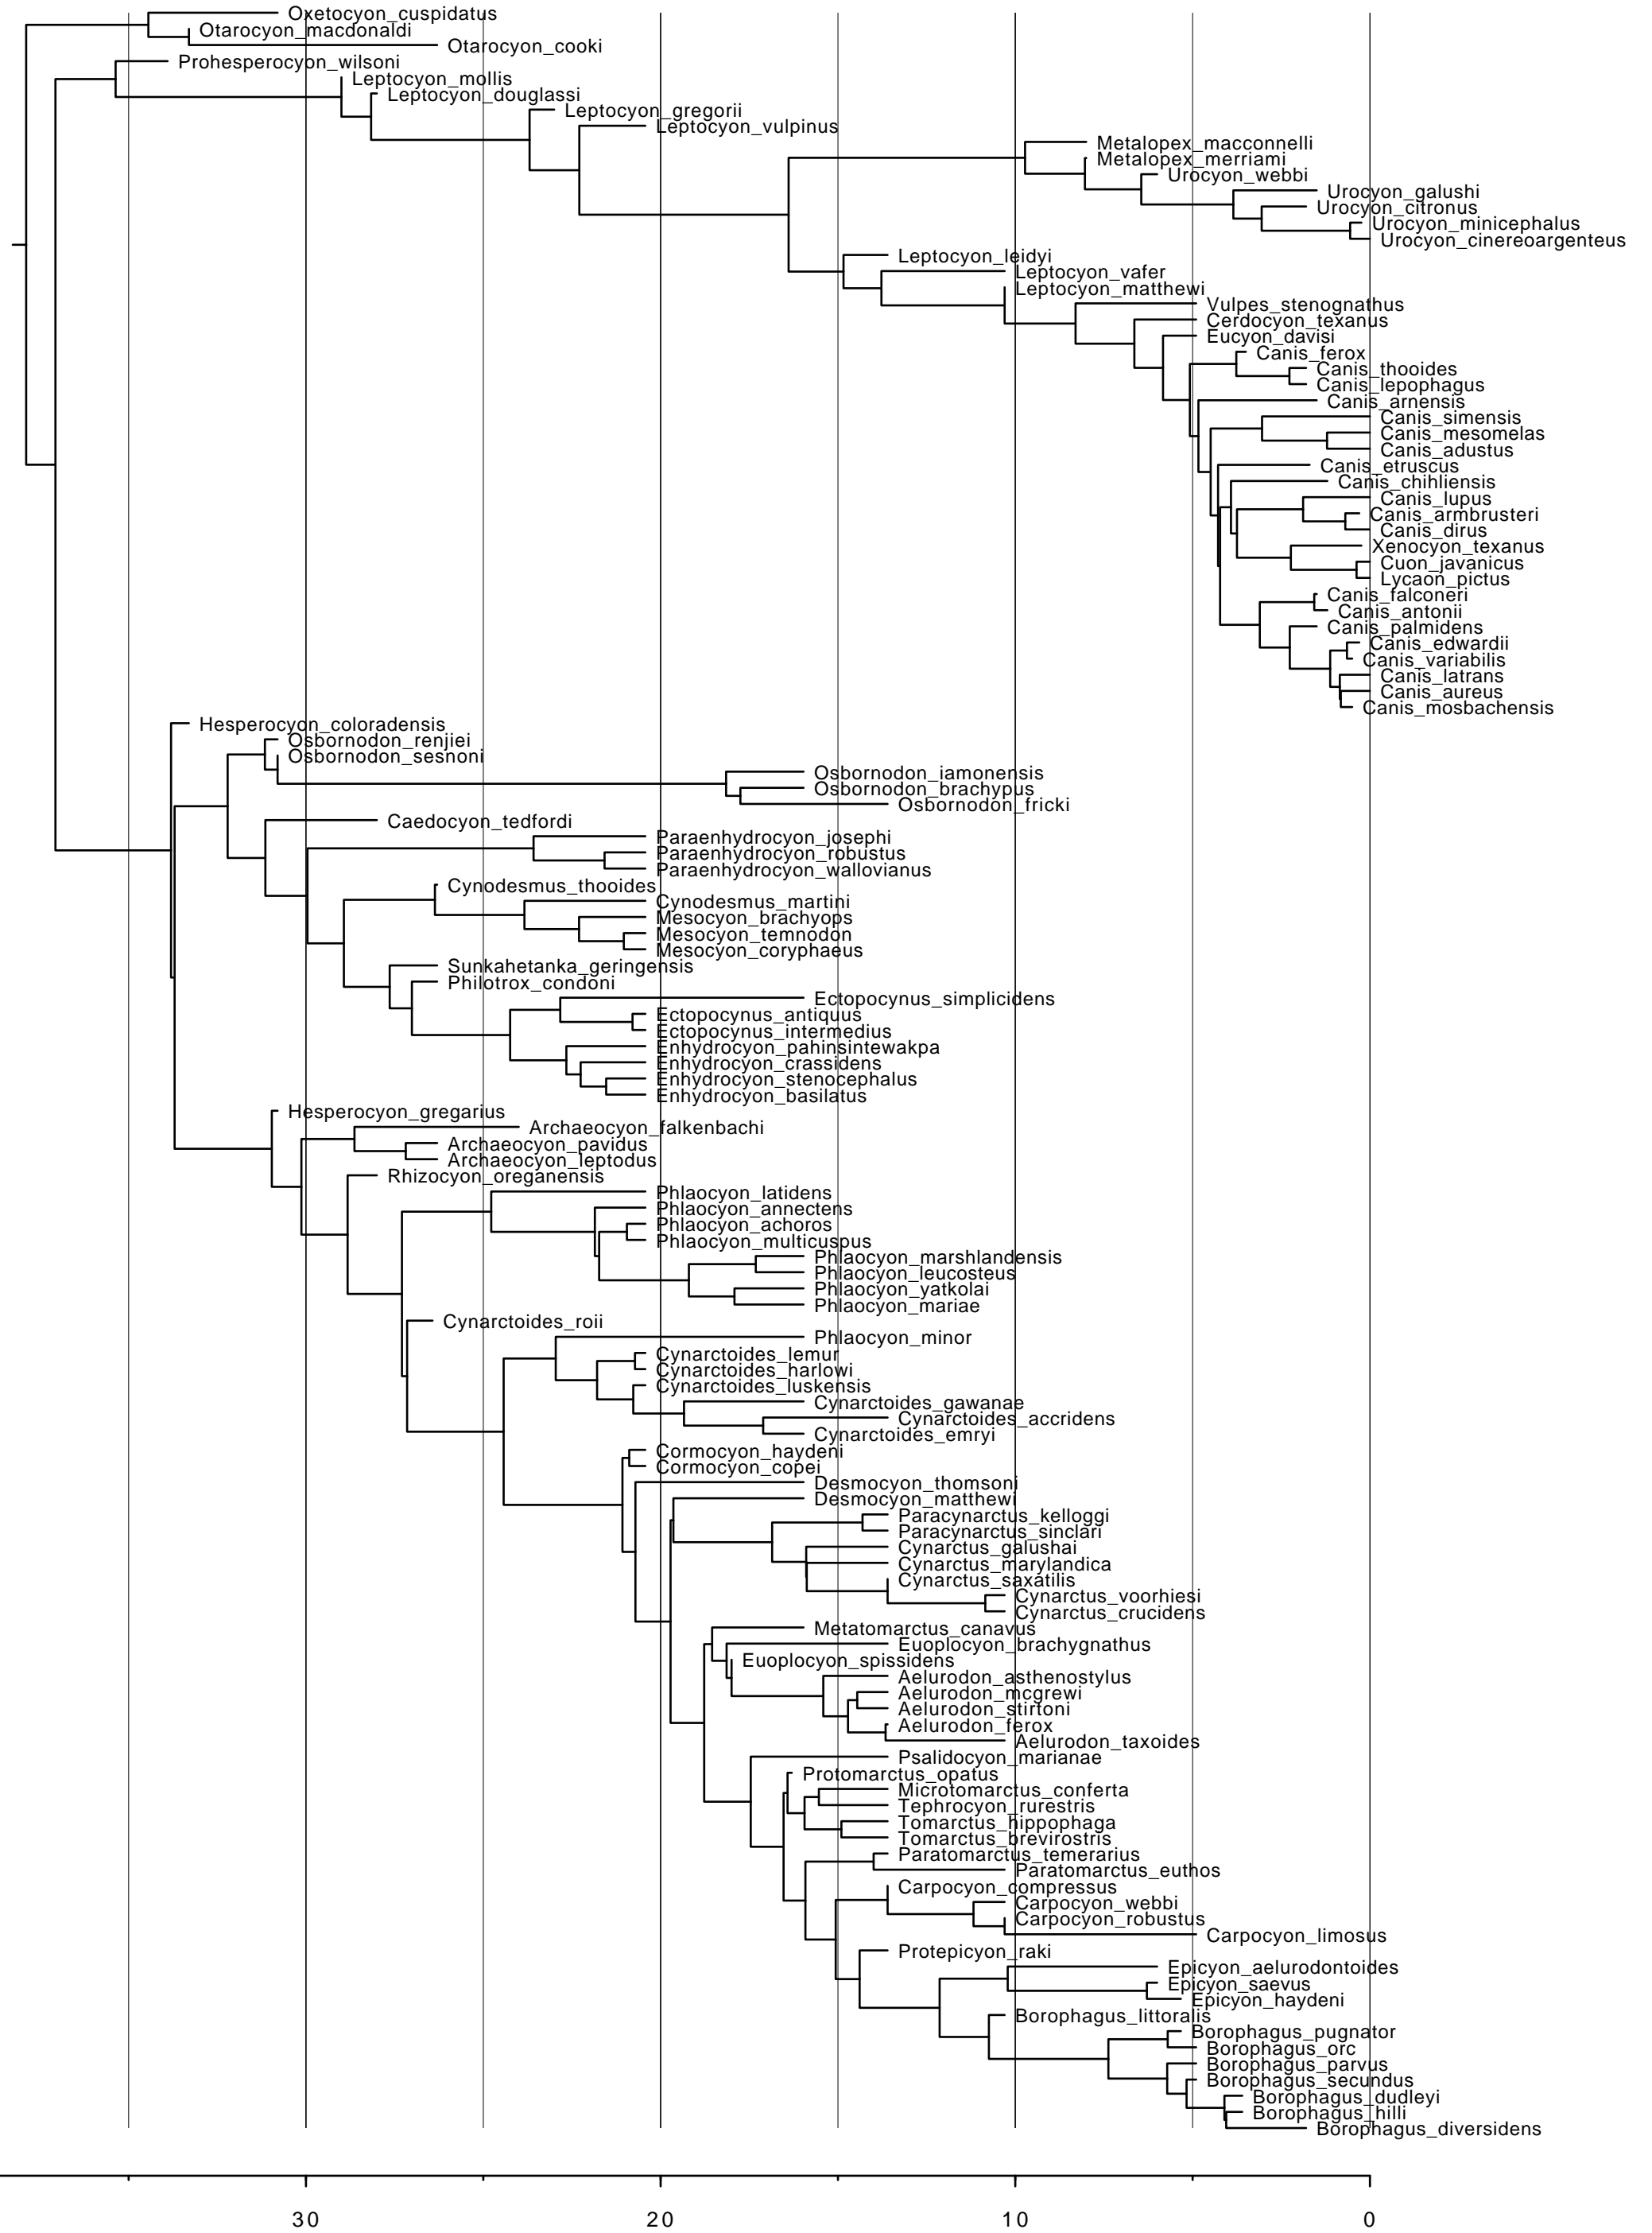 Oxetocyon_cuspidatus
Otarocyon_macdonaldi
Otarocyon_cooki
Prohesperocyon_wilsoni
Leptocyon_mollis
Leptocyon_douglassi
Leptocyon_gregorii
Leptocyon_vulpinus
Metalopex_macconnelli
Metalopex_merriami
Urocyon_webbi
Urocyon_galushi
Urocyon_citronus
Urocyon_minicephalus
Urocyon_cinereoargenteus
Leptocyon_leidyi
Leptocyon_vafer
Leptocyon_matthewi
Vulpes_stenognathus
Cerdocyon_texanus
Eucyon_davisi
Canis_ferox
Canis_thooides
Canis_lepophagus
Canis_arnensis
Canis_simensis
Canis_mesomelas
Canis_adustus
Canis_etruscus
Canis_chihliensis
Canis_lupus
Canis_armbrusteri
Canis_dirus
Xenocyon_texanus
Cuon_javanicus
Lycaon_pictus
Canis_falconeri
Canis_antonii
Canis_palmidens
Canis_edwardii
Canis_variabilis
Canis_latrans
Canis_aureus
Canis_mosbachensis
Hesperocyon_coloradensis
Osbornodon_renjiei
Osbornodon_sesnoni
Osbornodon_iamonensis
Osbornodon_brachypus
Osbornodon_fricki
Caedocyon_tedfordi
Paraenhydrocyon_josephi
Paraenhydrocyon_robustus
Paraenhydrocyon_wallovianus
Cynodesmus_thooides
Cynodesmus_martini
Mesocyon_brachyops
Mesocyon_temnodon
Mesocyon_coryphaeus
Sunkahetanka_geringensis
Philotrox_condoni
Ectopocynus_simplicidens
Ectopocynus_antiquus
Ectopocynus_intermedius
Enhydrocyon_pahinsintewakpa
Enhydrocyon_crassidens
Enhydrocyon_stenocephalus
Enhydrocyon_basilatus
Hesperocyon_gregarius
Archaeocyon_falkenbachi
Archaeocyon_pavidus
Archaeocyon_leptodus
Rhizocyon_oreganensis
Phlaocyon_latidens
Phlaocyon_annectens
Phlaocyon_achoros
Phlaocyon_multicuspus
Phlaocyon_marshlandensis
Phlaocyon_leucosteus
Phlaocyon_yatkolai
Phlaocyon_mariae
Cynarctoides_roii
Phlaocyon_minor
Cynarctoides_lemur
Cynarctoides_harlowi
Cynarctoides_luskensis
Cynarctoides_gawanae
Cynarctoides_accridens
Cynarctoides_emryi
Cormocyon_haydeni
Cormocyon_copei
Desmocyon_thomsoni
Desmocyon_matthewi
Paracynarctus_kelloggi
Paracynarctus_sinclari
Cynarctus_galushai
Cynarctus_marylandica
Cynarctus_saxatilis
Cynarctus_voorhiesi
Cynarctus_crucidens
Metatomarctus_canavus
Euoplocyon_brachygnathus
Euoplocyon_spissidens
Aelurodon_asthenostylus
Aelurodon_mcgrewi
Aelurodon_stirtoni
Aelurodon_ferox
Aelurodon_taxoides
Psalidocyon_marianae
Protomarctus_opatus
Microtomarctus_conferta
Tephrocyon_rurestris
Tomarctus_hippophaga
Tomarctus_brevirostris
Paratomarctus_temerarius
Paratomarctus_euthos
Carpocyon_compressus
Carpocyon_webbi
Carpocyon_robustus
Carpocyon_limosus
Protepicyon_raki
Epicyon_aelurodontoides
Epicyon_saevus
Epicyon_haydeni
Borophagus_littoralis
Borophagus_pugnator
Borophagus_orc
Borophagus_parvus
Borophagus_secundus
Borophagus_dudleyi
Borophagus_hilli
Borophagus_diversidens
30 20 10 0